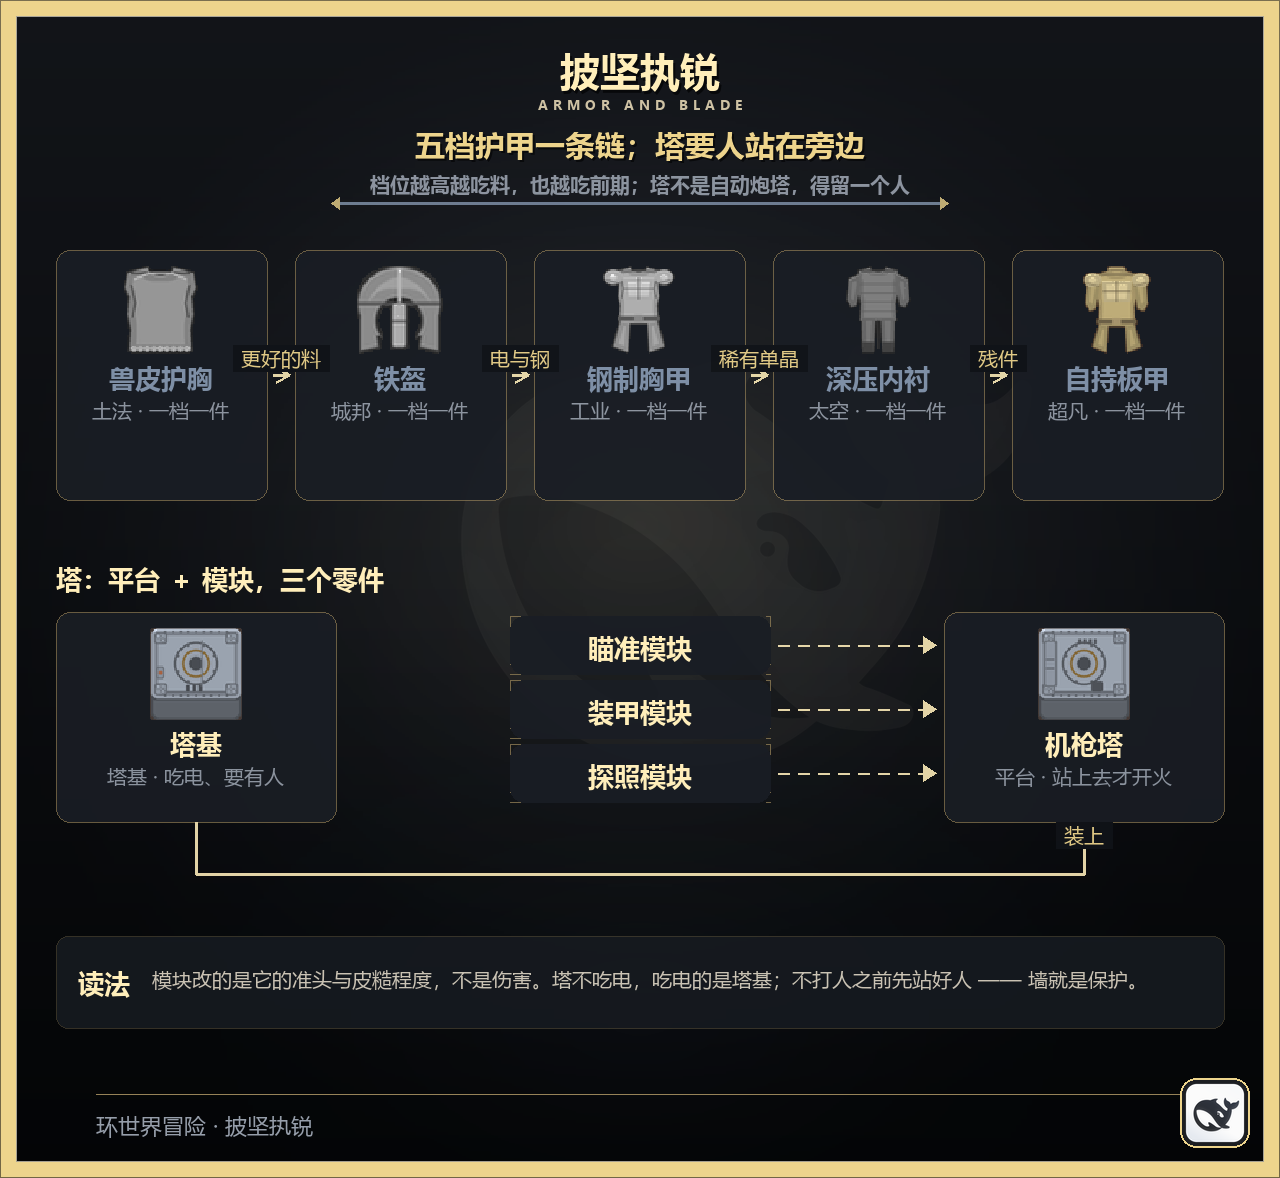 披坚执锐
ARMOR AND BLADE
五档护甲一条链；塔要人站在旁边
档位越高越吃料，也越吃前期；塔不是自动炮塔，得留一个人
更好的料
电与钢
稀有单晶
残件
兽皮护胸
铁盔
钢制胸甲
深压内衬
自持板甲
土法 · 一档一件
城邦 · 一档一件
工业 · 一档一件
太空 · 一档一件
超凡 · 一档一件
塔：平台 + 模块，三个零件
塔基
塔基 · 吃电、要有人
瞄准模块
装甲模块
探照模块
机枪塔
平台 · 站上去才开火
装上
读法
模块改的是它的准头与皮糙程度，不是伤害。塔不吃电，吃电的是塔基；不打人之前先站好人 —— 墙就是保护。
环世界冒险 · 披坚执锐